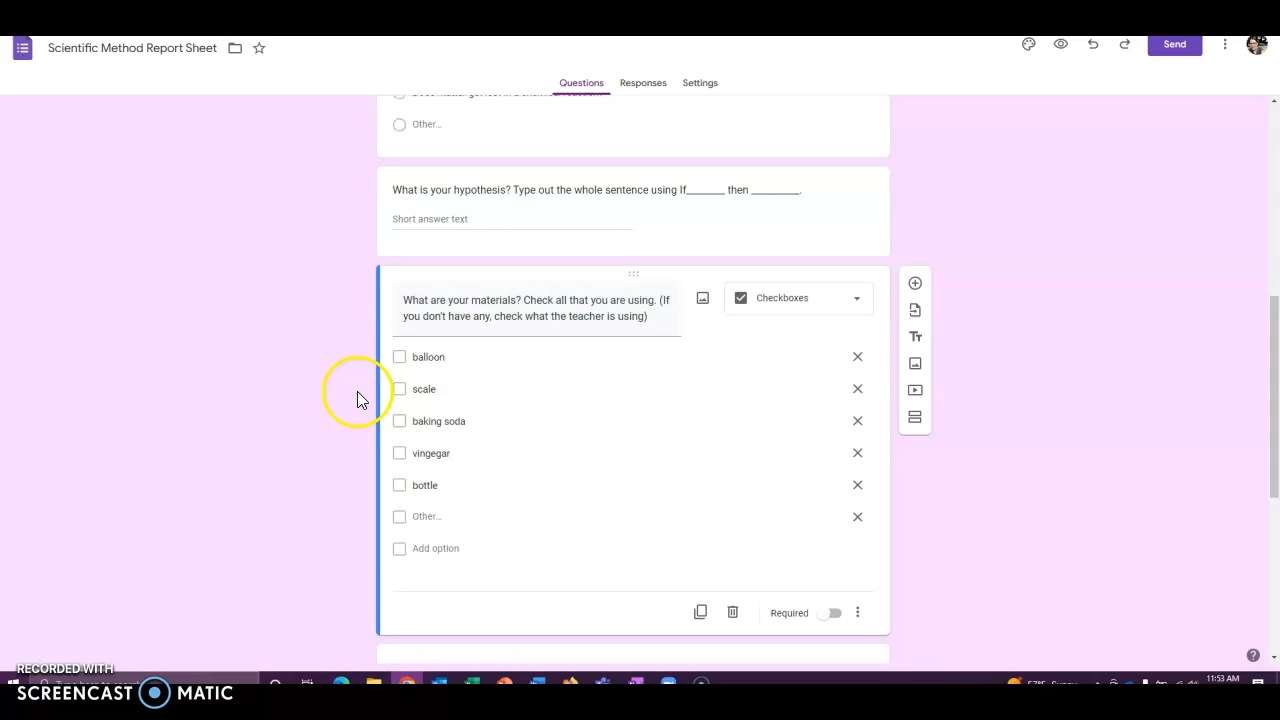 Scientific Method Report Sheet
Send
Questions
Responses
Settings
Other...
What is your hypothesis? Type out the whole sentence using If_______ then _________.
Short answer text
What are your materials? Check all that you are using. (If
you don't have any, check what the teacher is using)
Checkboxes
balloon
scale
baking soda
vingegar
bottle
Other...
Add option
Required
RECORDED WITH
SCREENCAST MATIC
57°F Sunny
11:53 AM